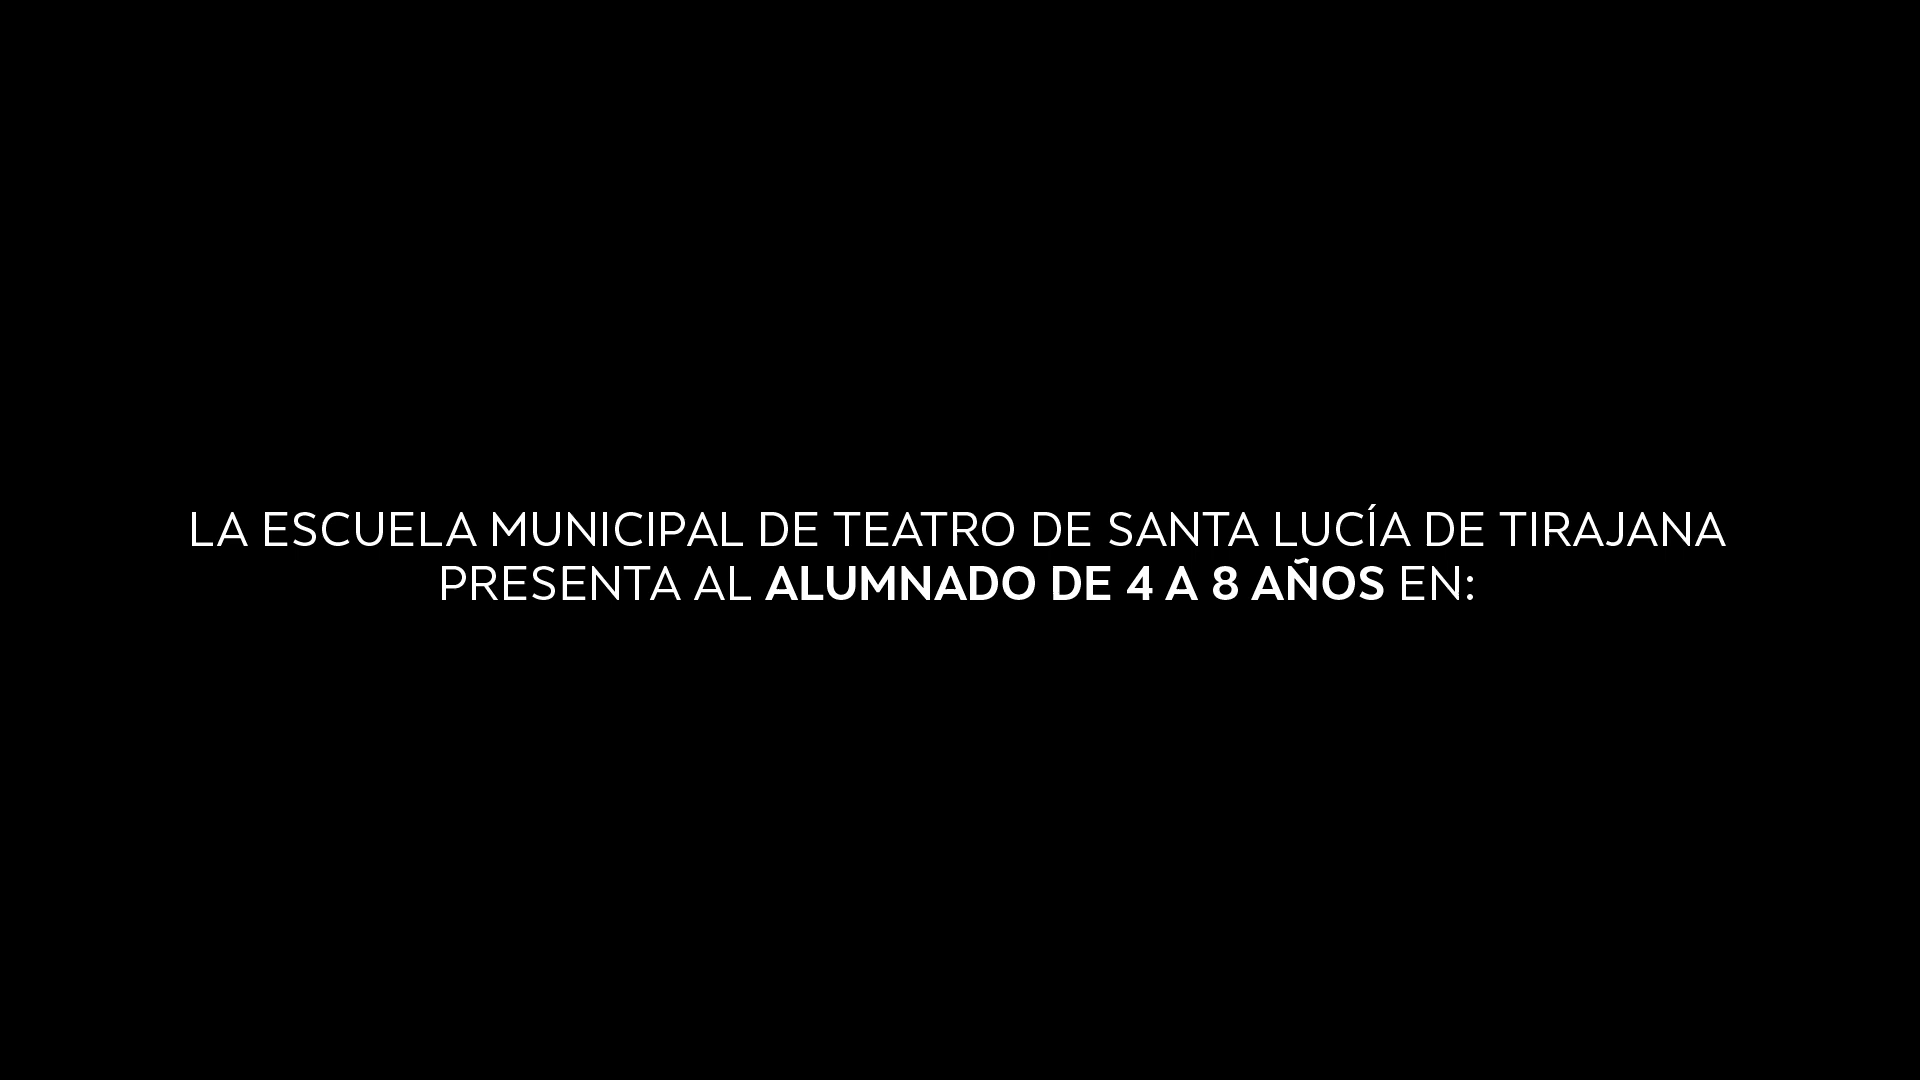 LA ESCUELA MUNICIPAL DE TEATRO DE SANTA LUCÍA DE TIRAJANA
PRESENTA AL ALUMNADO DE 4 A 8 AÑOS EN: